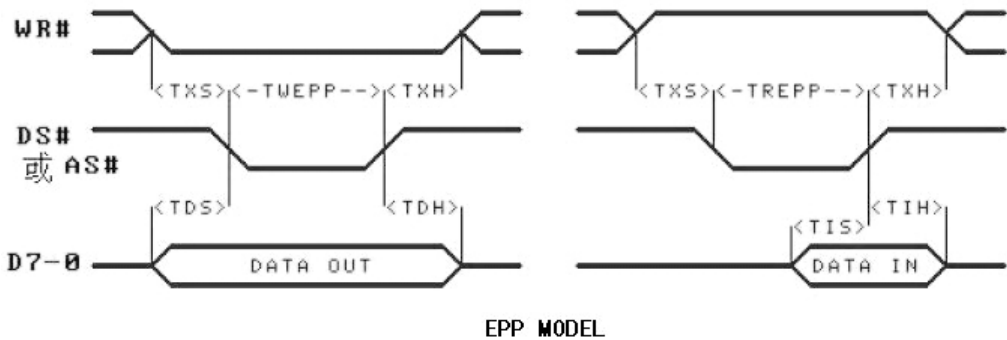 WR#
<TXS><-TWEPP--><TXH> <TXS><-TREPP--><TXH>
DS#
或 AS#
<TDS> <TDH> <TIH>
<TIS>
D7-0 DATA OUT DATA IN
EPP MODEL